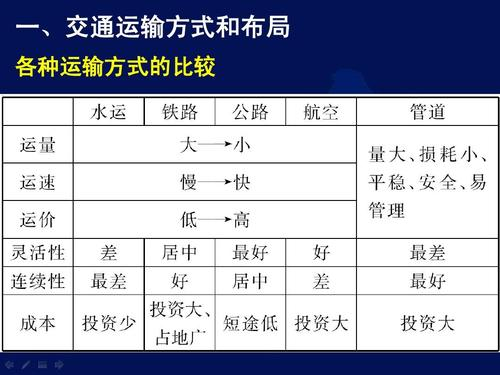 一、交通运输方式和布局
各种运输方式的比较
水运 铁路 公路 航空 管道
运量 大→小
运速 慢→快
运价 低→高
量大、损耗小、
平稳、安全、易
管理
灵活性 差 居中 最好 好 最差
连续性 最差 好 居中 差 最好
成本 投资少 投资大、占地广 短途低 投资大 投资大